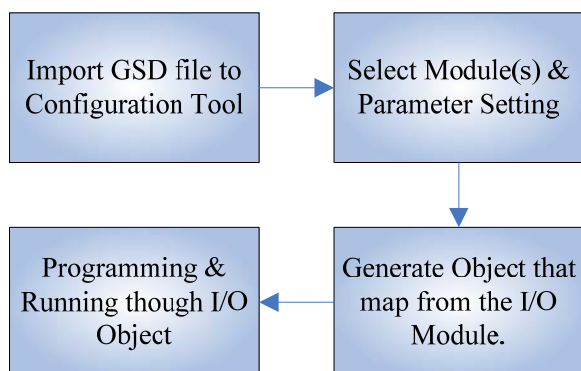 Import GSD file to
Configuration Tool
Select Module(s) &
Parameter Setting
Generate Object that
map from the I/O
Module.
Programming &
Running though I/O
Object